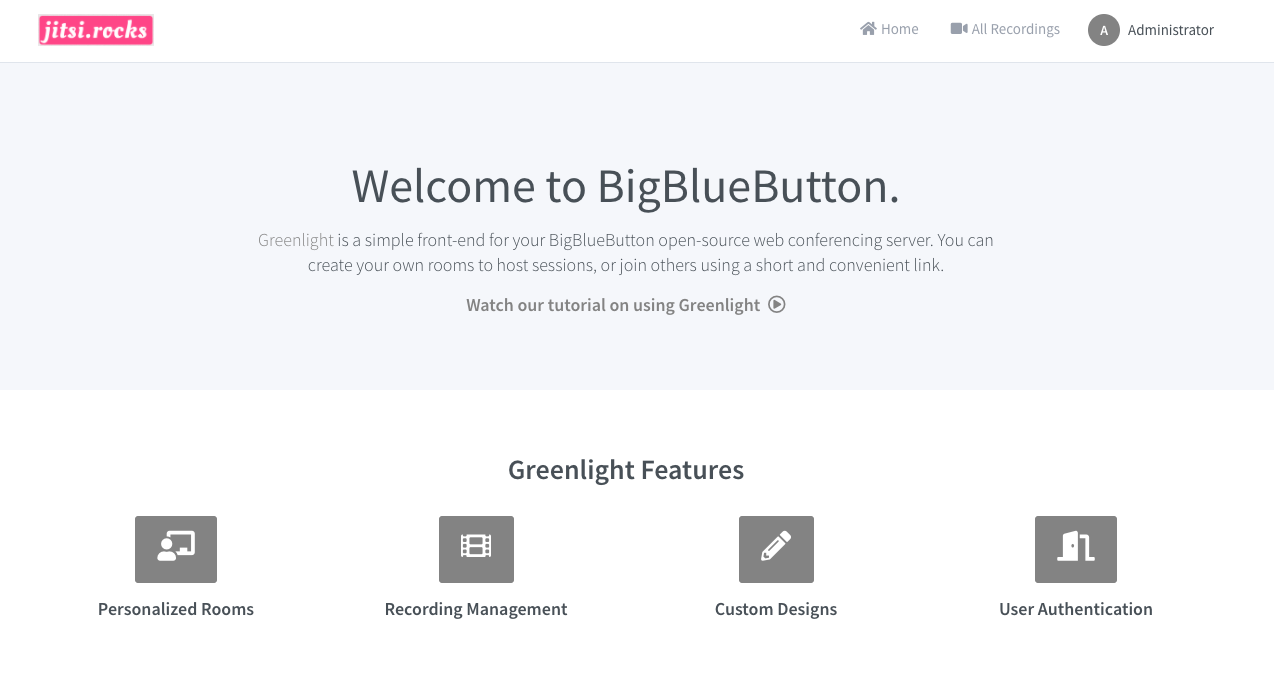 jitsi.rocks
Home
All Recordings
A
Administrator
Welcome to BigBlueButton.
Greenlight is a simple front-end for your BigBlueButton open-source web conferencing server. You can
create your own rooms to host sessions, or join others using a short and convenient link.
Watch our tutorial on using Greenlight
Greenlight Features
Personalized Rooms
Recording Management
Custom Designs
User Authentication